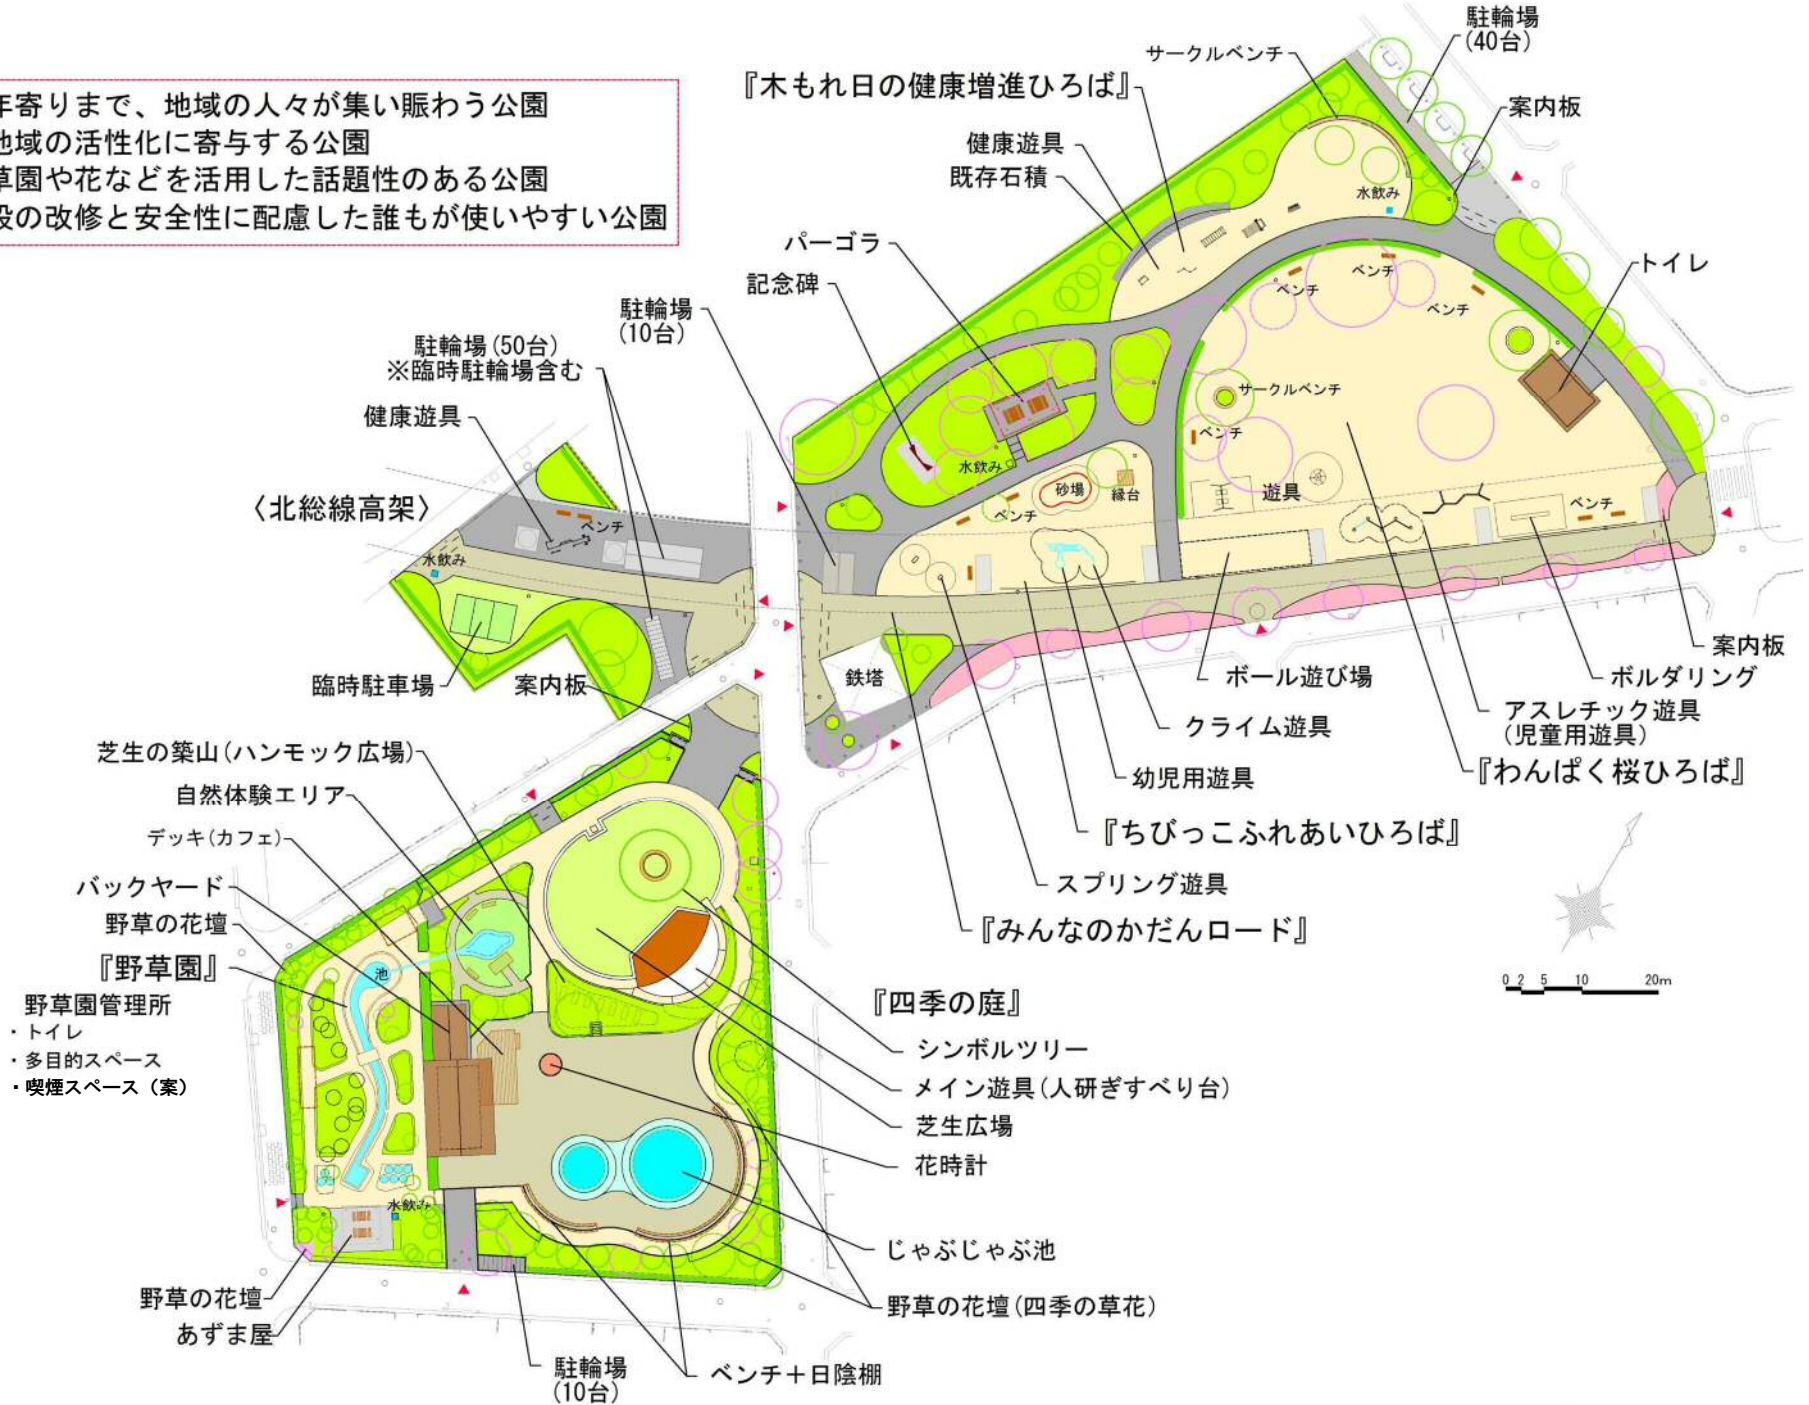 年寄りまで、地域の人々が集い賑わう公園
地域の活性化に寄与する公園
草園や花などを活用した話題性のある公園
設の改修と安全性に配慮した誰もが使いやすい公園
駐輪場
(40台)
サークルベンチ
『木もれ日の健康増進ひろば』
案内板
健康遊具
既存石積
水飲み
パーゴラ
記念碑
トイレ
ベンチ
ベンチ
ベンチ
駐輪場
(10台)
駐輪場(50台)
※臨時駐輪場含む
健康遊具
サークルベンチ
ベンチ
水飲み
砂場
縁台
遊具
ベンチ
ベンチ
〈北総線高架〉
ベンチ
水飲み
臨時駐車場
案内板
鉄塔
ボール遊び場
案内板
ボルダリング
アスレチック遊具
(児童用遊具)
クライム遊具
『わんぱく桜ひろば』
幼児用遊具
『ちびっこふれあいひろば』
スプリング遊具
『みんなのかだんロード』
芝生の築山(ハンモック広場)
自然体験エリア
デッキ(カフェ)
バックヤード
野草の花壇
『野草園』
池
野草園管理所
・トイレ
・多目的スペース
・喫煙スペース（案）
0 2 5 10 20m
『四季の庭』
シンボルツリー
メイン遊具(人研ぎすべり台)
芝生広場
花時計
水飲み
じゃぶじゃぶ池
野草の花壇
あずま屋
野草の花壇(四季の草花)
駐輪場
(10台)
ベンチ＋日陰棚